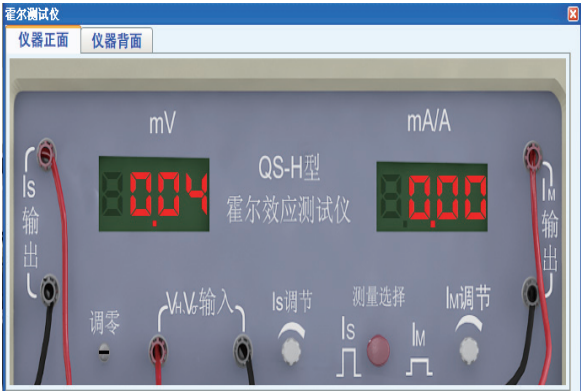 霍尔测试仪
仪器正面
仪器背面
mV
mA/A
QS-H型
霍尔效应测试仪
0.04
0.00
Is
输出
IM
输出
调零
VH、Vσ输入
Is调节
测量选择
IM调节
Is
IM